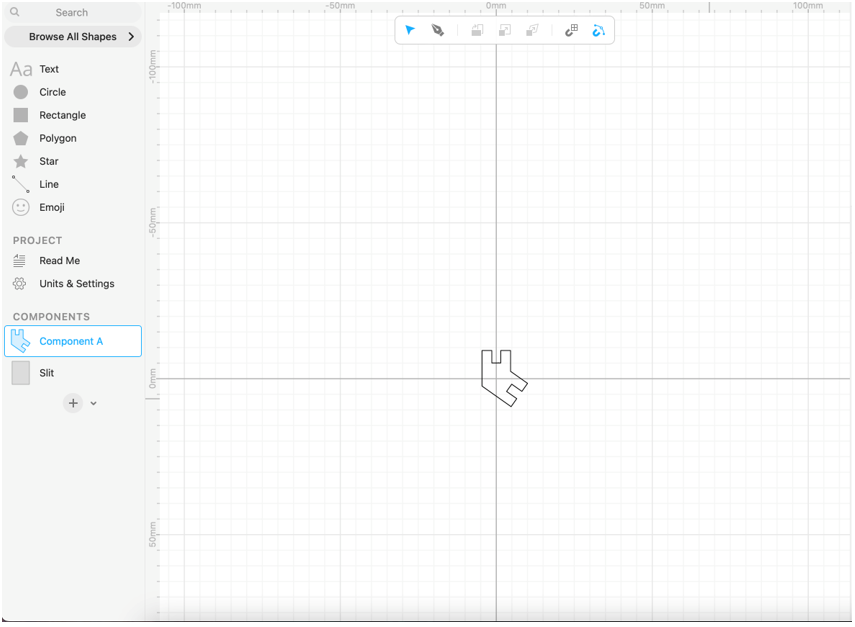 Search
Browse All Shapes
Aa Text
Circle
Rectangle
Polygon
Star
Line
Emoji
PROJECT
Read Me
Units & Settings
COMPONENTS
Component A
Slit
-100mm
-50mm
0mm
50mm
100mm
-100mm
-50mm
0mm
50mm